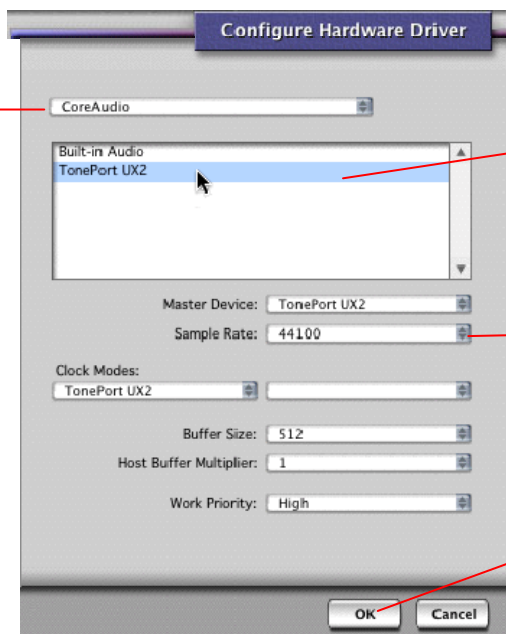 Configure Hardware Driver
CoreAudio
Built-in Audio
TonePort UX2
Master Device: TonePort UX2
Sample Rate: 44100
Clock Modes:
TonePort UX2
Buffer Size: 512
Host Buffer Multiplier: 1
Work Priority: High
OK Cancel